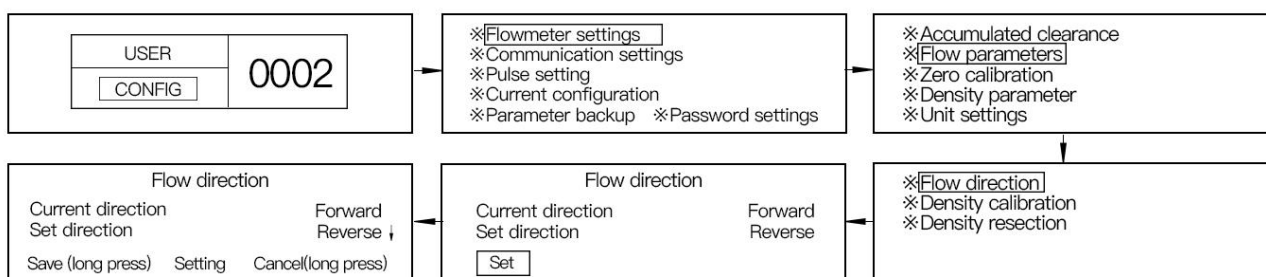 USER
CONFIG
0002
※Flowmeter settings
※Communication settings
※Pulse setting
※Current configuration
※Parameter backup ※Password settings
※Accumulated clearance
※Flow parameters
※Zero calibration
※Density parameter
※Unit settings
※Flow direction
※Density calibration
※Density resection
Flow direction
Current direction Forward
Set direction Reverse
Set
Flow direction
Current direction Forward
Set direction Reverse ↓
Save (long press) Setting Cancel(long press)